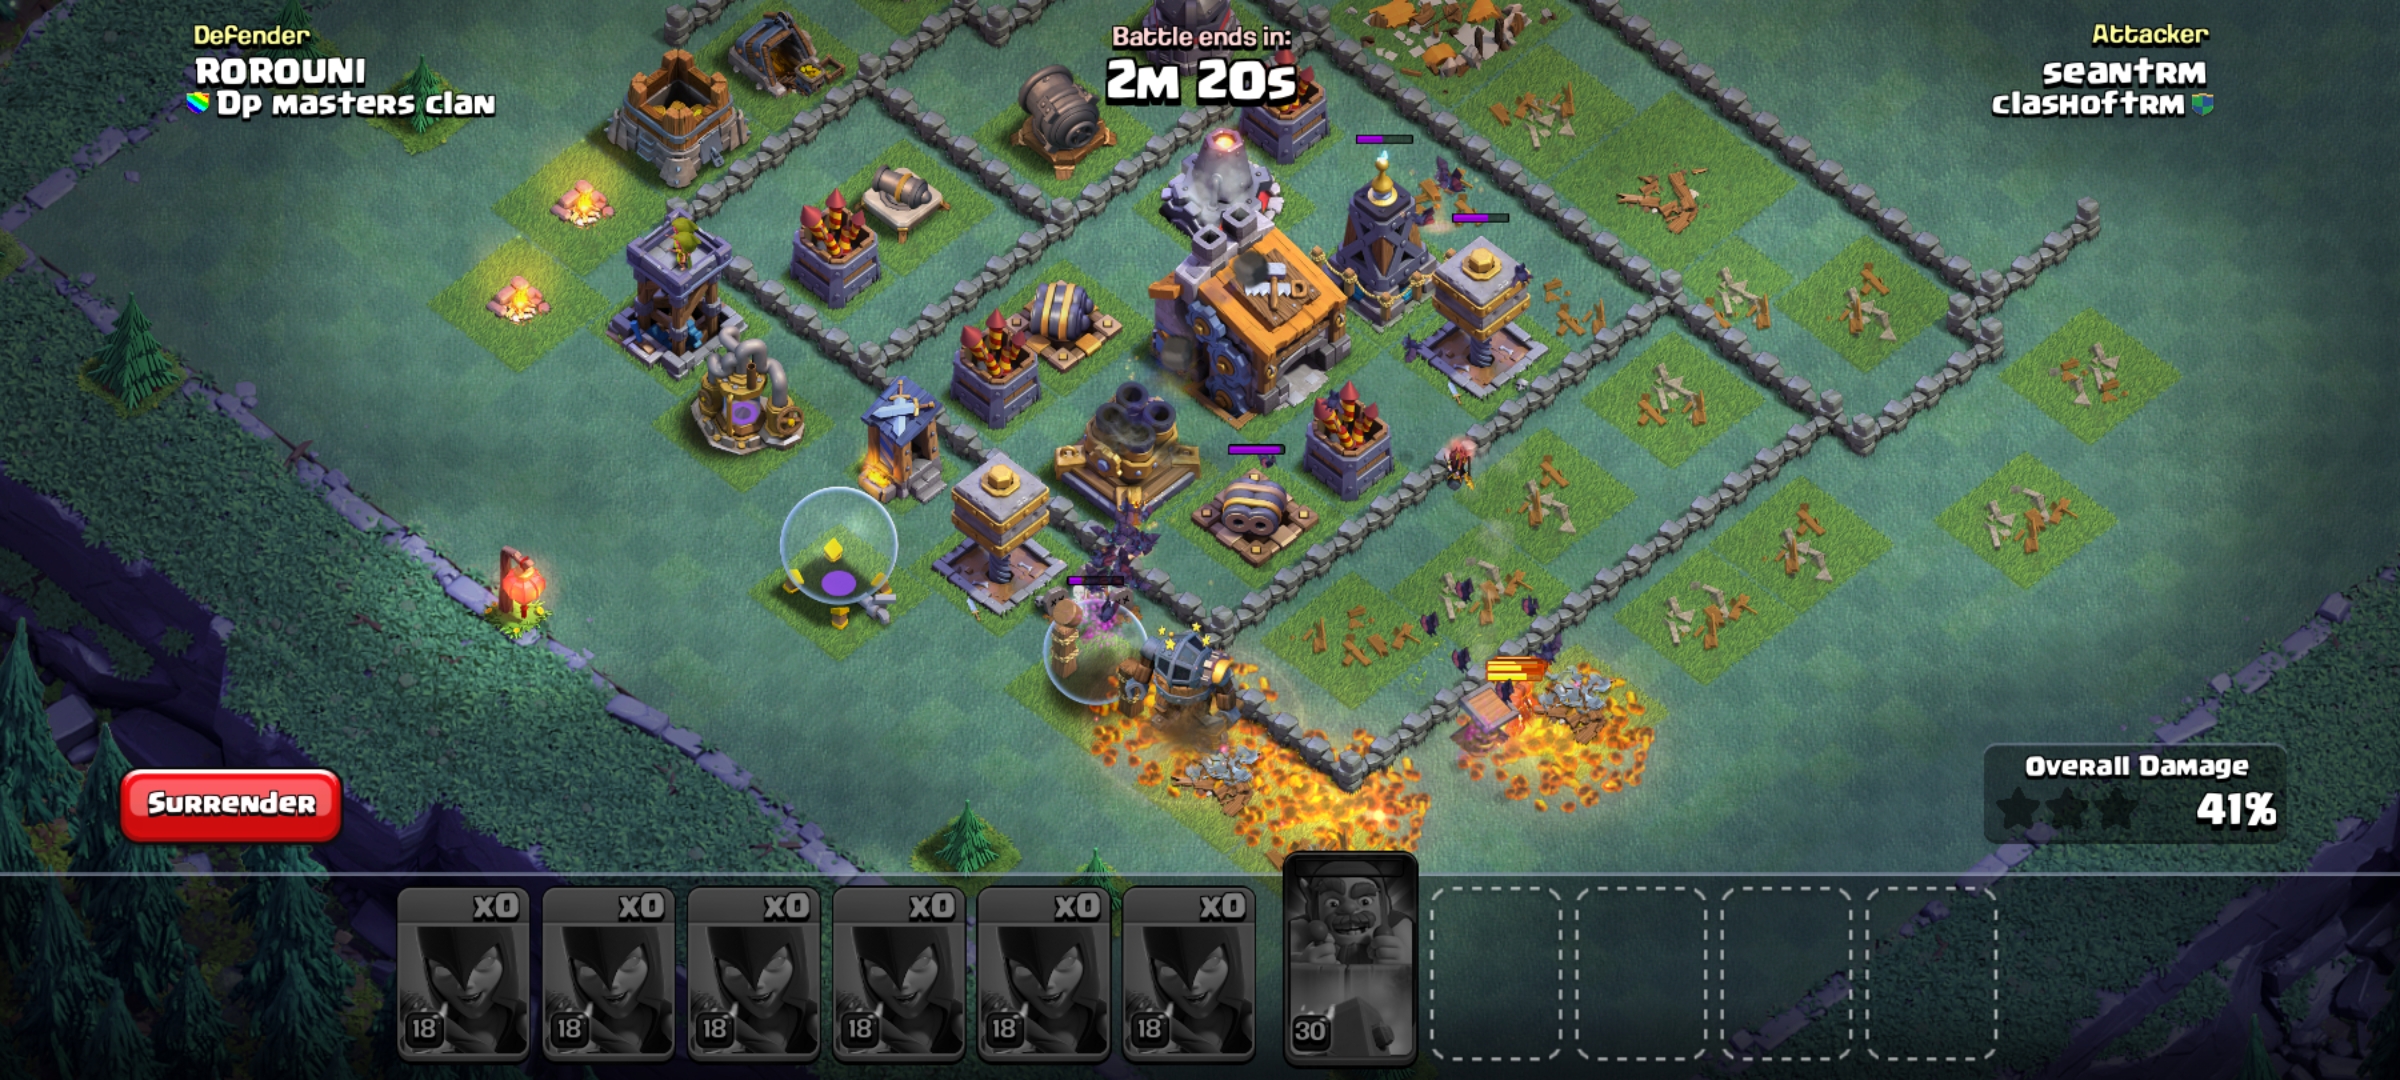 Defender
ROROUNI
Dp masters clan
Battle ends in:
2M 20s
Attacker
seantRM
clashoftRM
Surrender
Overall Damage
41%
x0
x0
x0
x0
x0
x0
18
18
18
18
18
18
30